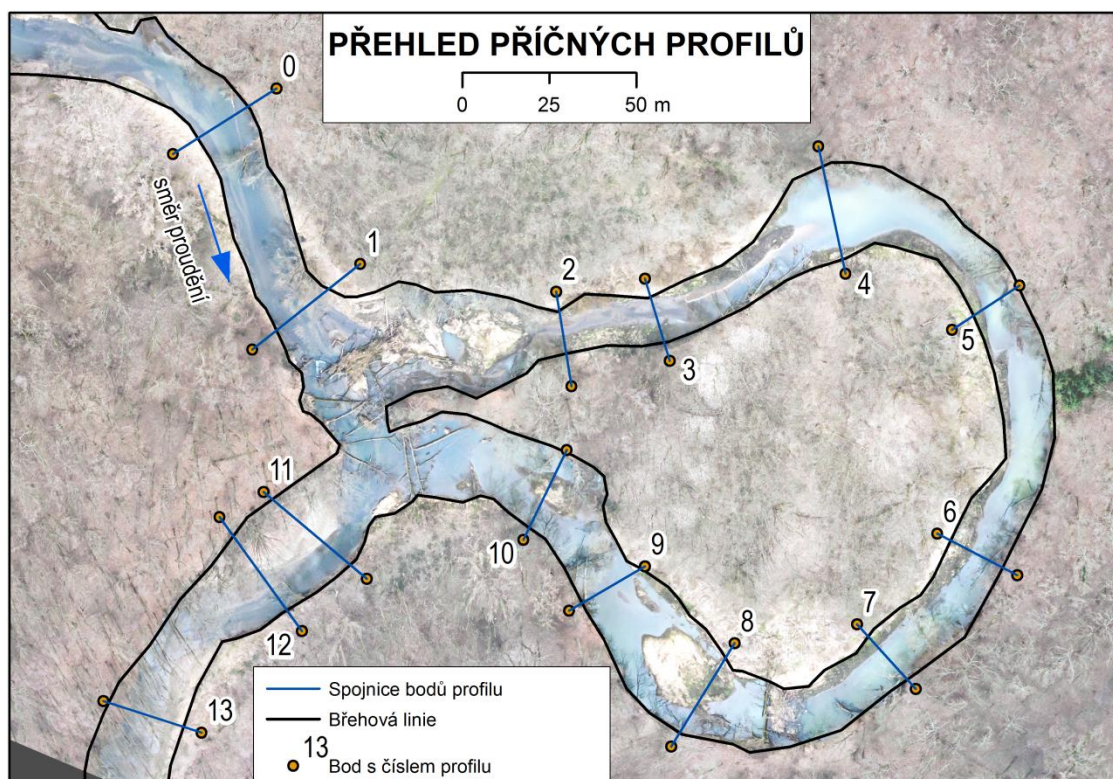 PŘEHLED PŘÍČNÝCH PROFILŮ
0 25 50 m
0
směr proudění
1
2
3
4
5
6
7
8
9
10
11
12
13
Spojnice bodů profilu
Břehová linie
13
Bod s číslem profilu